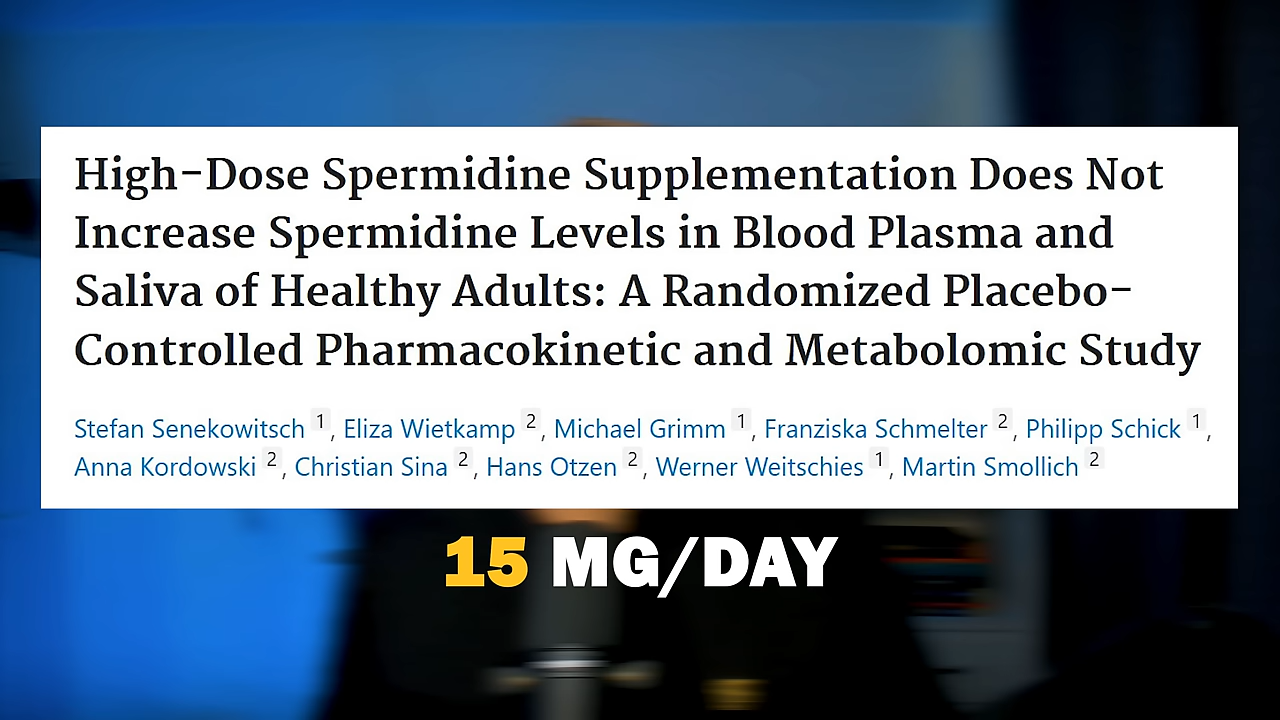 High-Dose Spermidine Supplementation Does Not
Increase Spermidine Levels in Blood Plasma and
Saliva of Healthy Adults: A Randomized Placebo-
Controlled Pharmacokinetic and Metabolomic Study
Stefan Senekowitsch 1, Eliza Wietkamp 2, Michael Grimm 1, Franziska Schmelter 2, Philipp Schick 1,
Anna Kordowski 2, Christian Sina 2, Hans Otzen 2, Werner Weitschies 1, Martin Smollich 2
15 MG/DAY